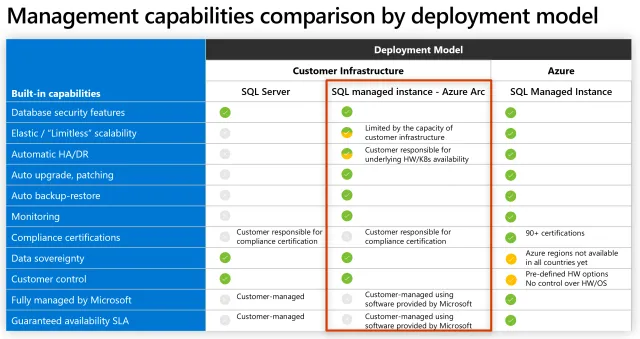 Management capabilities comparison by deployment model
Deployment Model
Customer Infrastructure Azure
Built-in capabilities SQL Server SQL managed instance - Azure Arc SQL Managed Instance
Database security features
Elastic / "Limitless" scalability Limited by the capacity of
customer infrastructure
Automatic HA/DR Customer responsible for
underlying HW/K8s availability
Auto upgrade, patching
Auto backup-restore
Monitoring
Compliance certifications Customer responsible for
compliance certification Customer responsible for
compliance certification 90+ certifications
Data sovereignty Azure regions not available
in all countries yet
Customer control Pre-defined HW options
No control over HW/OS
Fully managed by Microsoft Customer-managed Customer-managed using
software provided by Microsoft
Guaranteed availability SLA Customer-managed Customer-managed using
software provided by Microsoft